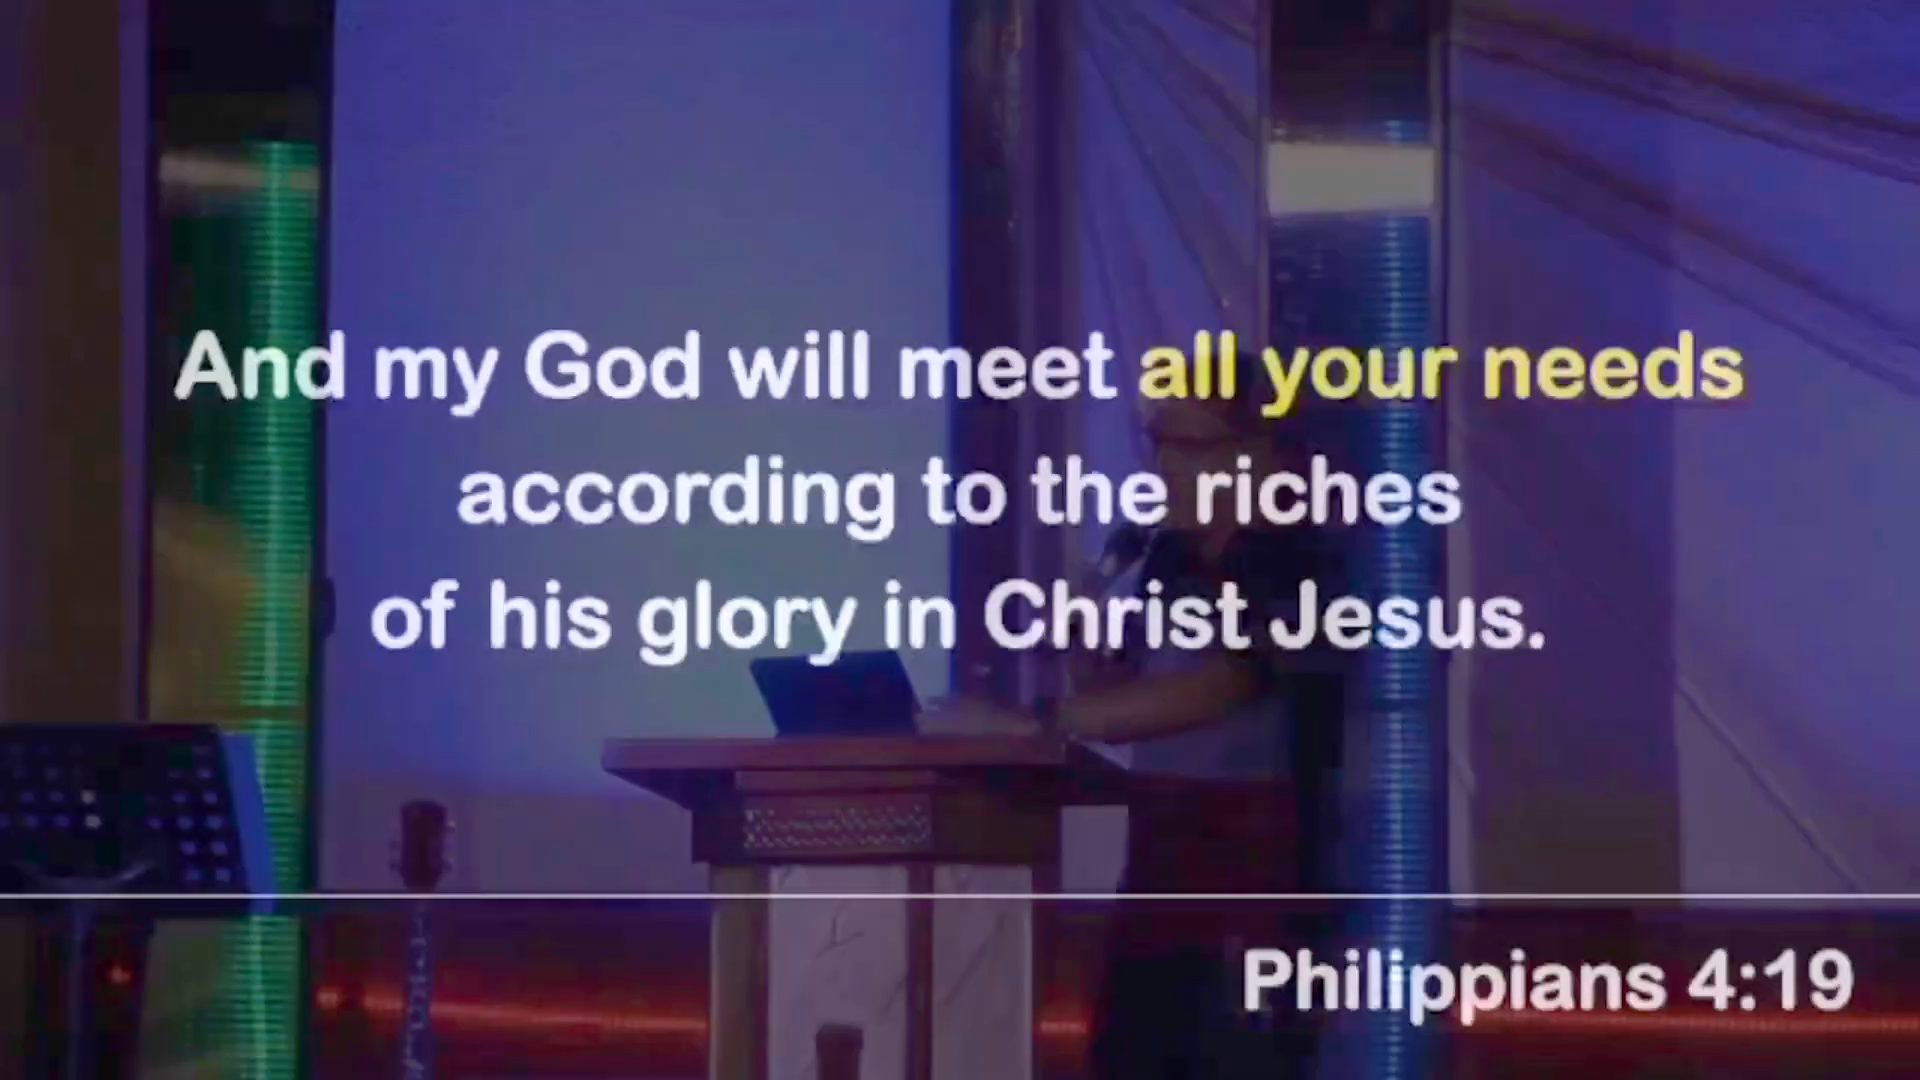 And my God will meet all your needs
according to the riches
of his glory in Christ Jesus.
Philippians 4:19